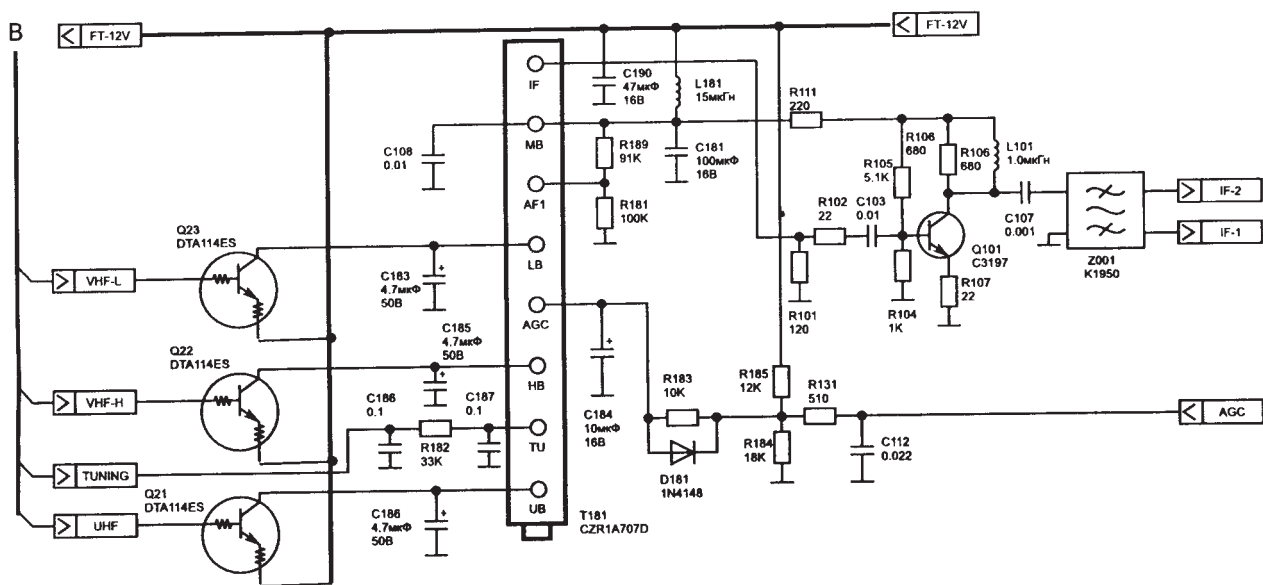 B
FT-12V
FT-12V
IF
C190
47мкФ
16В
L181
15мкГн
R111
220
MB
C108
0.01
R189
91K
C181
100мкФ
16В
R106
680
R106
680
L101
1.0мкГн
R105
5.1K
AF1
R181
100K
R102
22
C103
0.01
C107
0.001
IF-2
IF-1
Q23
DTA114ES
LB
Q101
C3197
Z001
K1950
VHF-L
C183
4.7мкФ
50В
R107
22
AGC
R101
120
R104
1K
C185
4.7мкФ
50В
Q22
DTA114ES
HB
R183
10K
R185
12K
R131
510
VHF-H
C186
0.1
C187
0.1
C184
10мкФ
16В
AGC
R182
33K
TU
R184
18K
C112
0.022
TUNING
D181
1N4148
Q21
DTA114ES
UB
UHF
C186
4.7мкФ
50В
T181
CZR1A707D